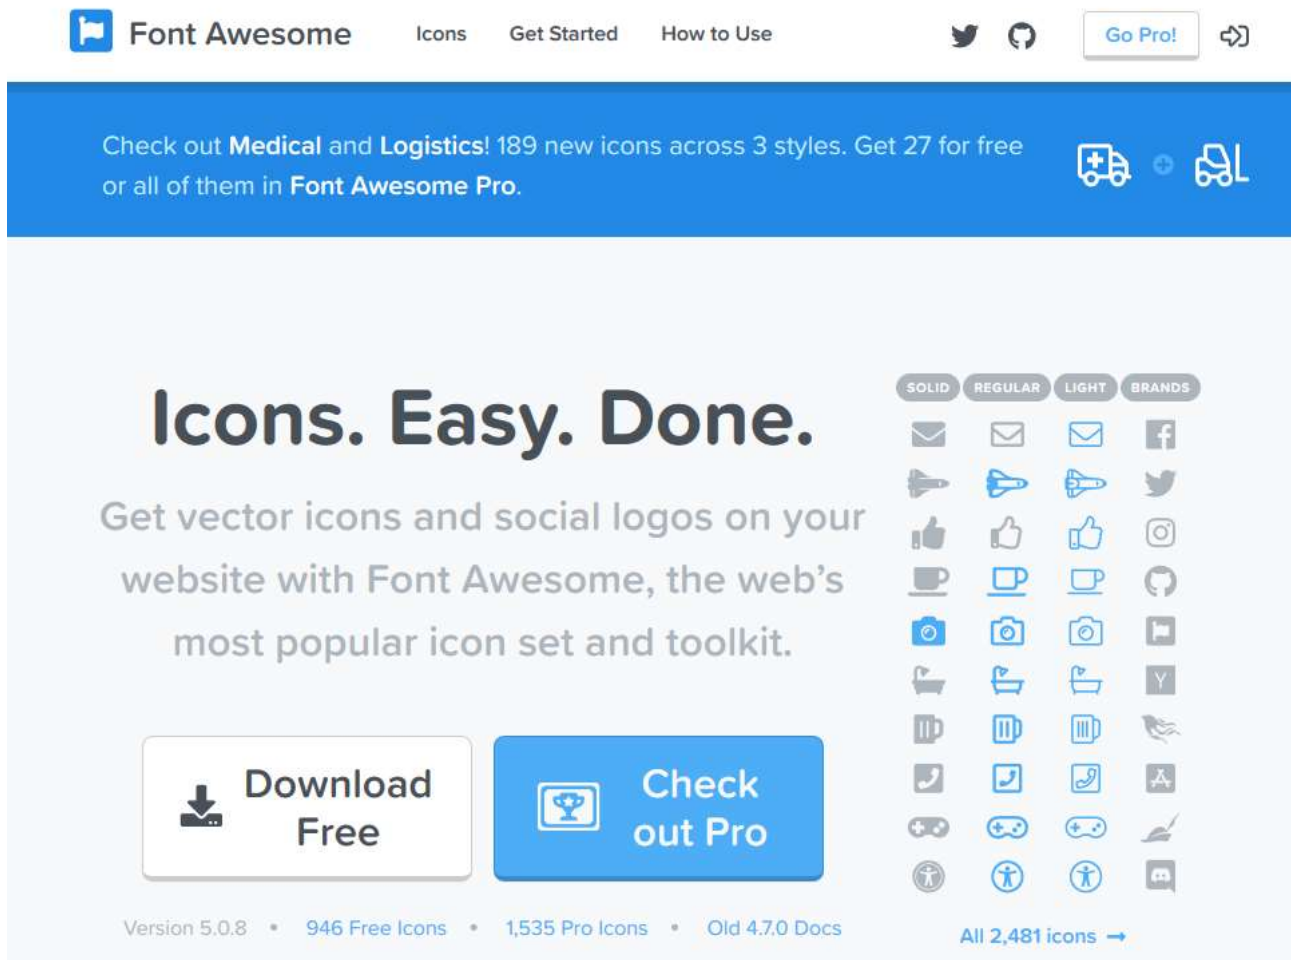 Font Awesome Icons Get Started How to Use Go Pro!
Check out Medical and Logistics! 189 new icons across 3 styles. Get 27 for free
or all of them in Font Awesome Pro.
Icons. Easy. Done.
Get vector icons and social logos on your
website with Font Awesome, the web's
most popular icon set and toolkit.
Download
Free
Check
out Pro
Version 5.0.8 • 946 Free Icons • 1,535 Pro Icons • Old 4.7.0 Docs
SOLID REGULAR LIGHT BRANDS
All 2,481 icons →